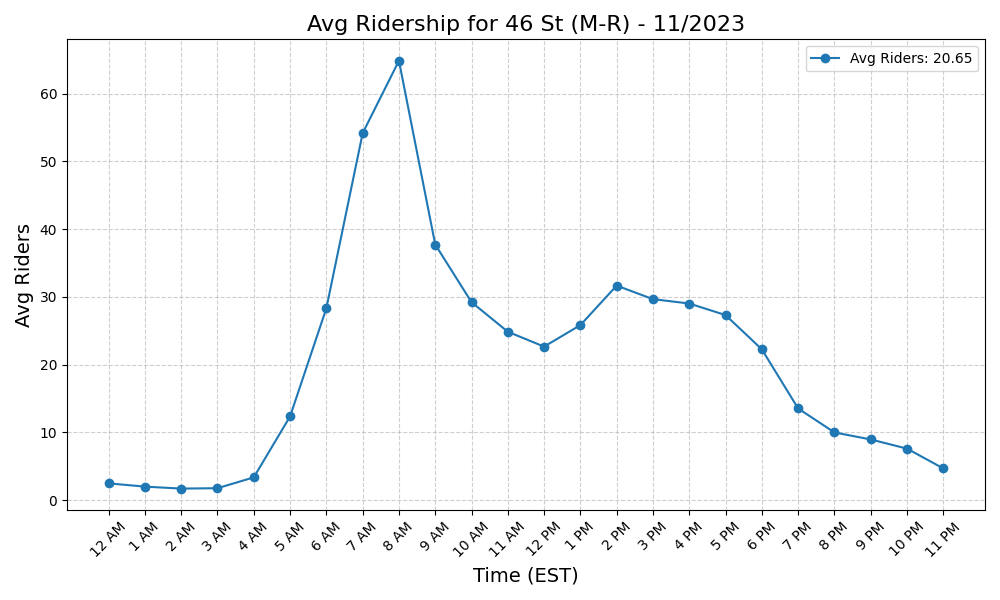 Avg Ridership for 46 St (M-R) - 11/2023
Avg Riders: 20.65
Avg Riders
60
50
40
30
20
10
0
12 AM
1 AM
2 AM
3 AM
4 AM
5 AM
6 AM
7 AM
8 AM
9 AM
10 AM
11 AM
12 PM
1 PM
2 PM
3 PM
4 PM
5 PM
6 PM
7 PM
8 PM
9 PM
10 PM
11 PM
Time (EST)